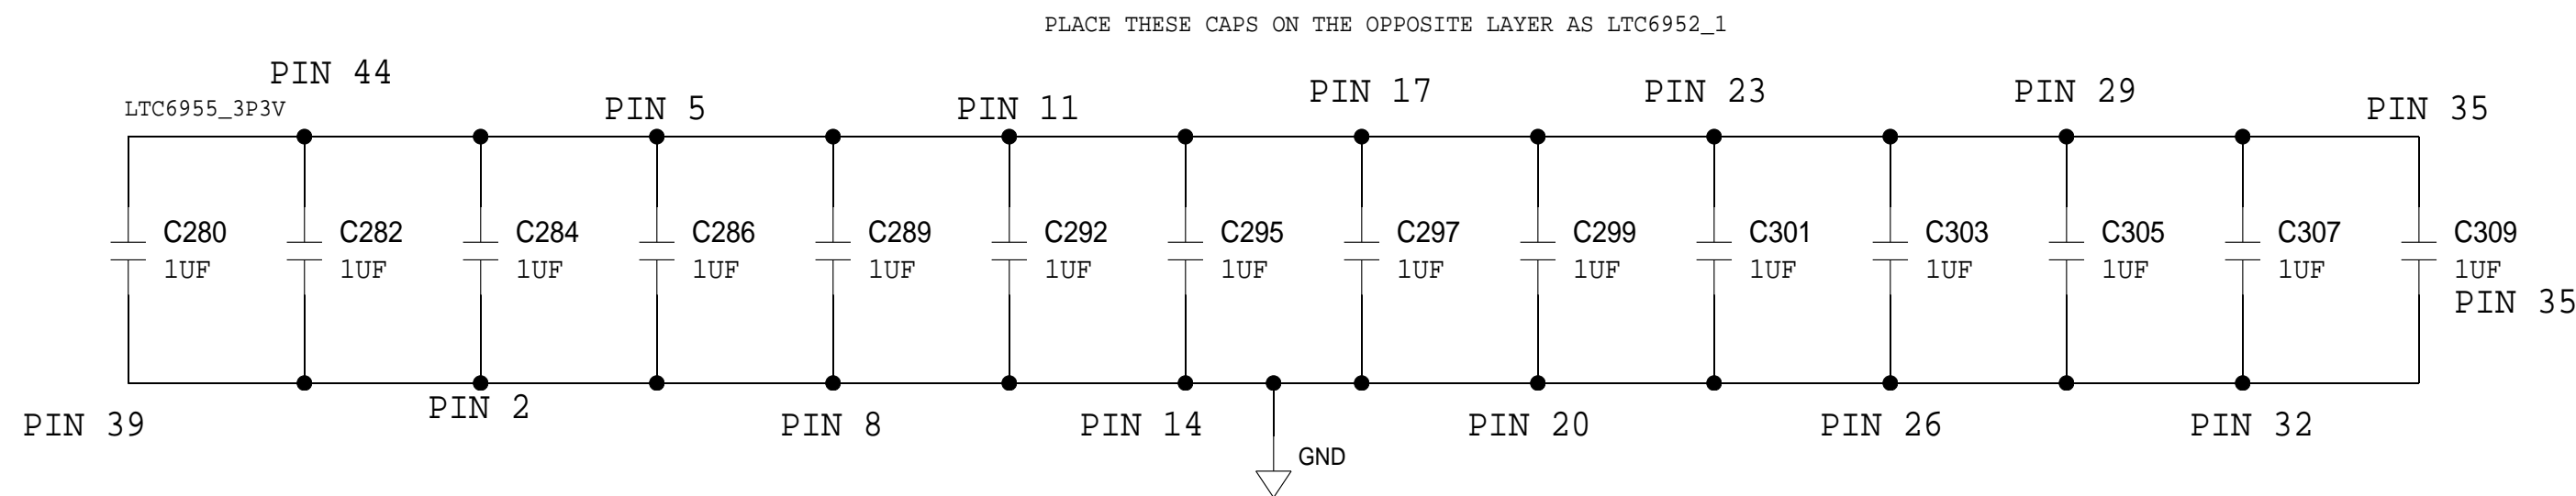 PLACE THESE CAPS ON THE OPPOSITE LAYER AS LTC6952_1
PIN 44
LTC6955_3P3V
PIN 5
PIN 11
PIN 17
PIN 23
PIN 29
PIN 35
C280
1UF
C282
1UF
C284
1UF
C286
1UF
C289
1UF
C292
1UF
C295
1UF
C297
1UF
C299
1UF
C301
1UF
C303
1UF
C305
1UF
C307
1UF
C309
1UF
PIN 35
PIN 39
PIN 2
PIN 8
PIN 14
PIN 20
PIN 26
PIN 32
GND